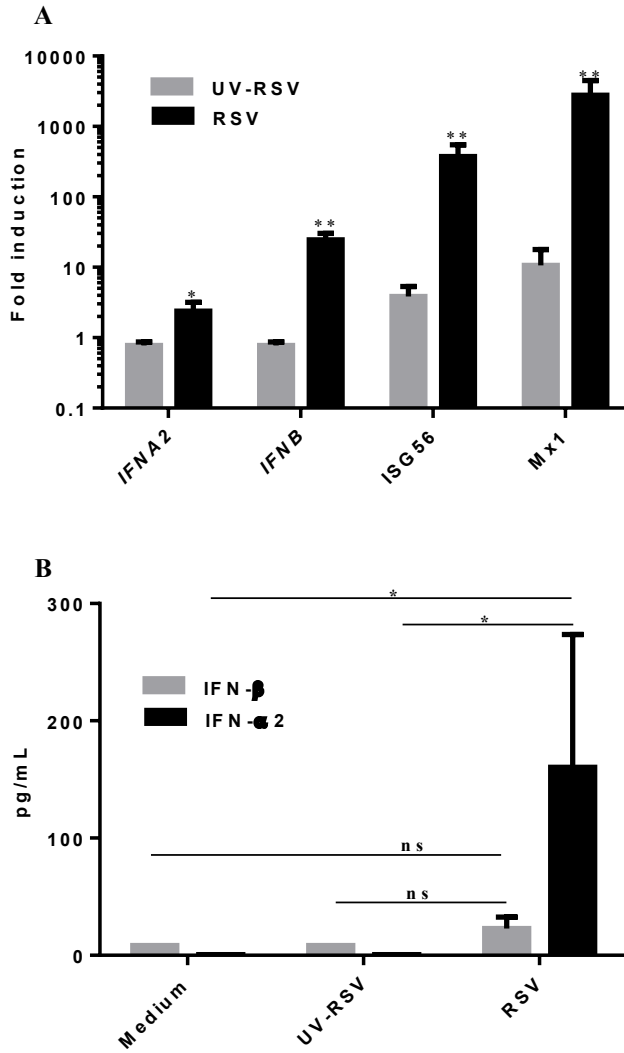 A
10000
1000
100
10
1
0.1
Fold induction
UV-RSV
RSV
*
**
**
**
IFNA2
IFNB
ISG56
Mx1
B
300
200
100
0
pg/mL
IFN-β
IFN-α2
*
*
ns
ns
Medium
UV-RSV
RSV